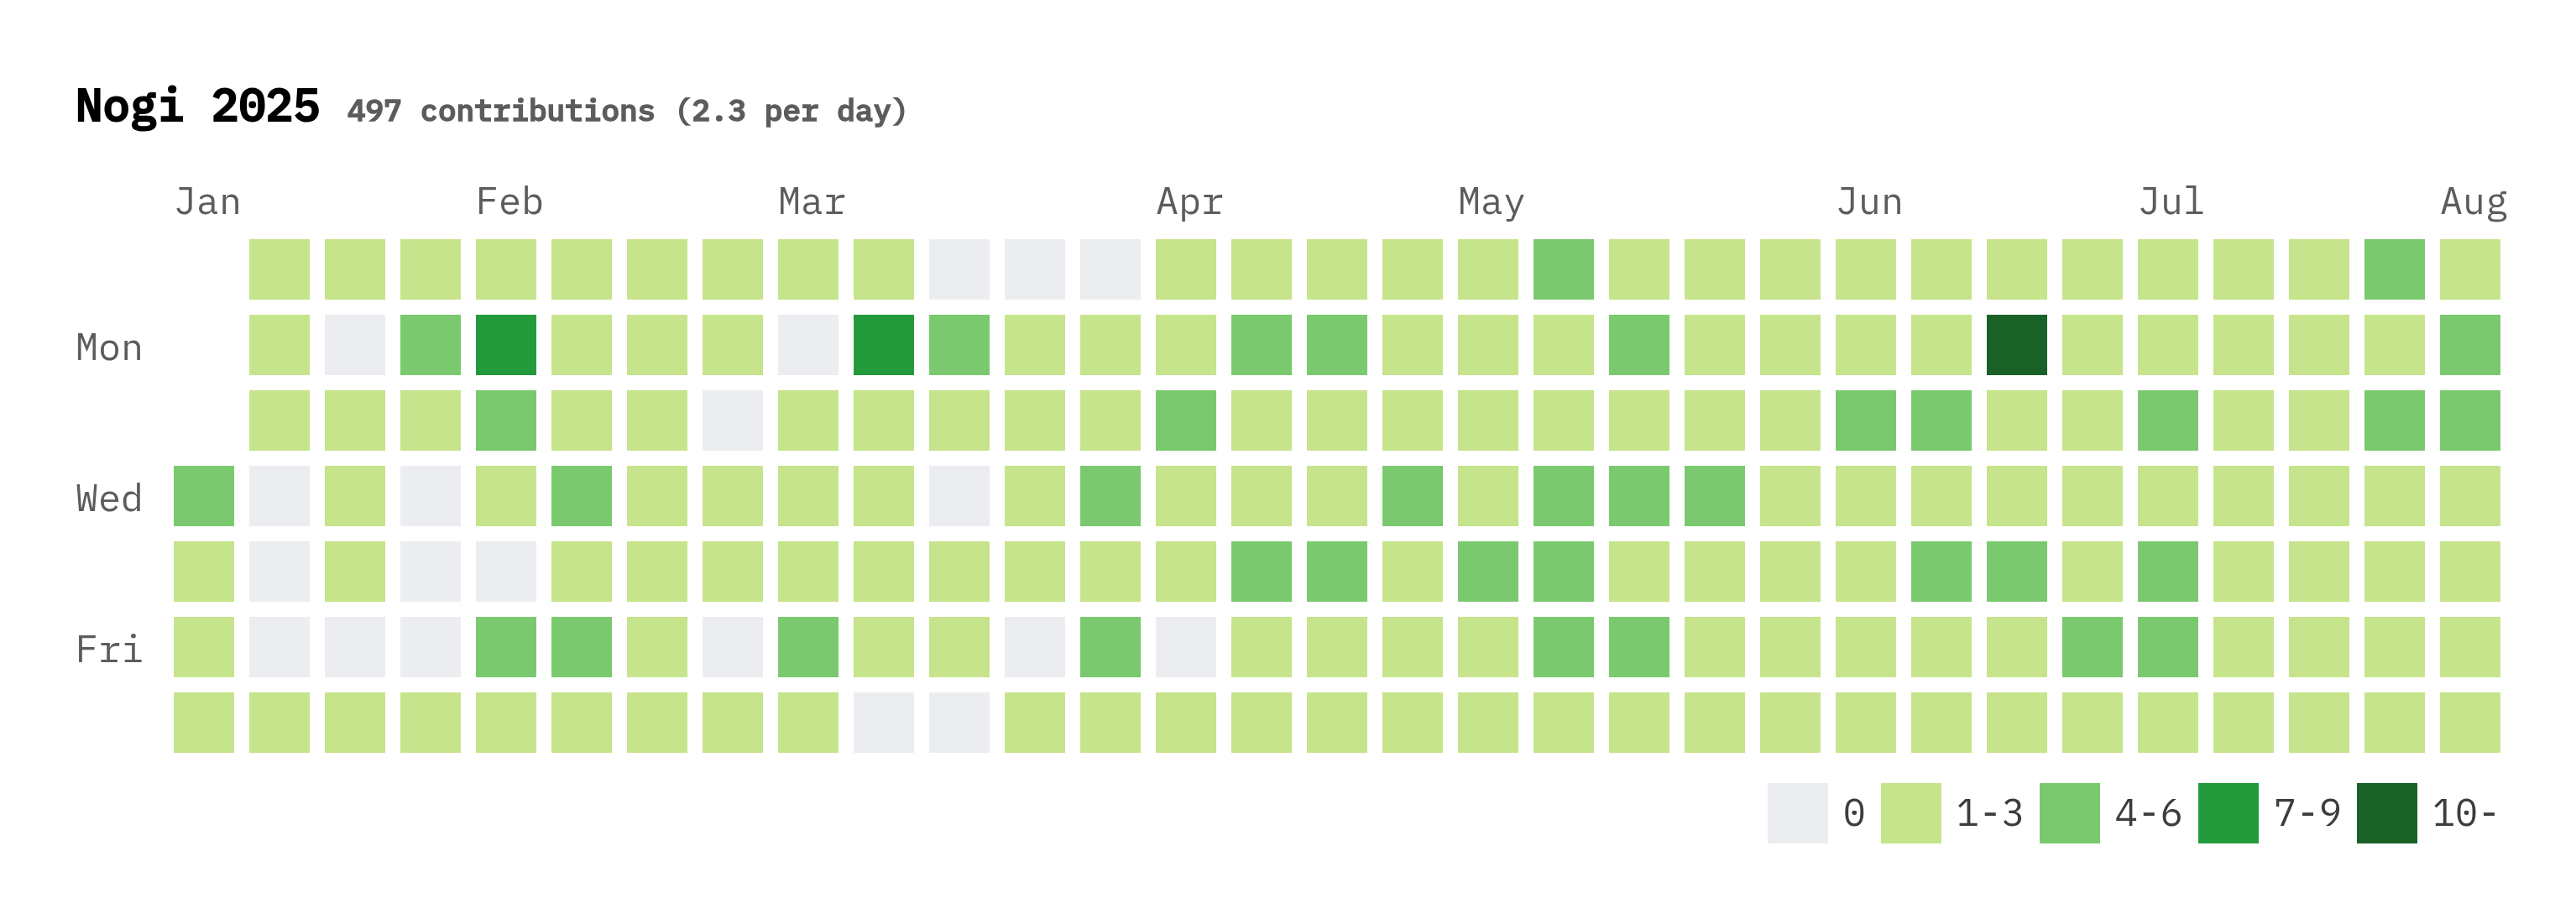 Nogi 2025 497 contributions (2.3 per day)
Jan Feb Mar Apr May Jun Jul Aug
Mon
Wed
Fri
0 1-3 4-6 7-9 10-